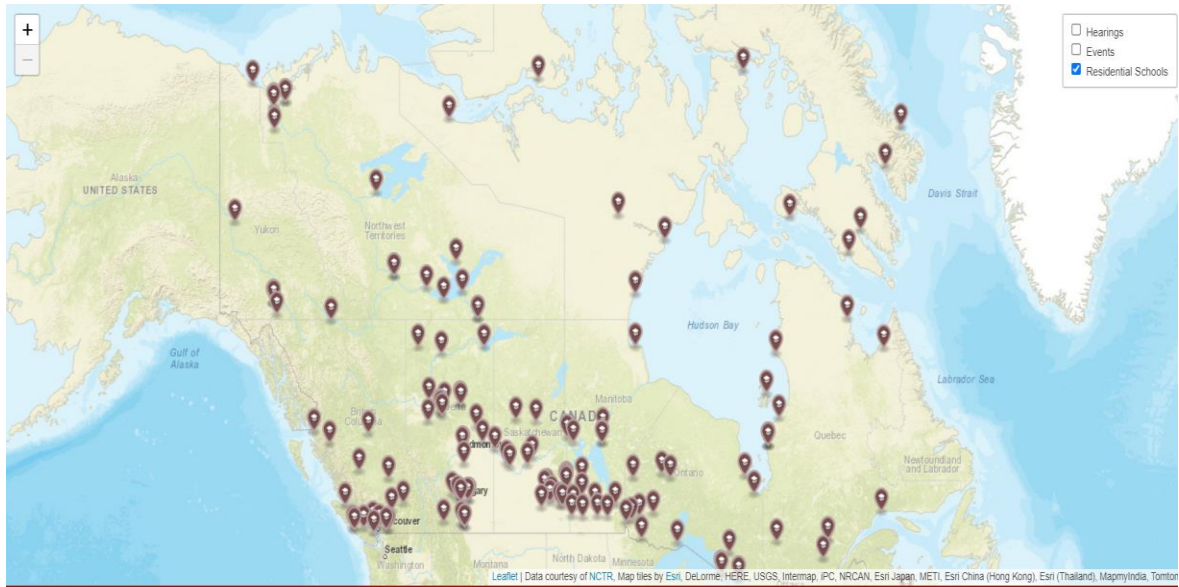 +
−
Hearings
Events
Residential Schools
Alaska
UNITED STATES
Yukon
Northwest
Territories
Davis Strait
Hudson Bay
Gulf of
Alaska
Labrador Sea
Manitoba
Saskatchewan
Quebec
Ontario
Newfoundland
and Labrador
Seattle
Washington
Montana
North Dakota
Minnesota
Leaflet | Data courtesy of NCTR, Map tiles by Esri, DeLorme, HERE, USGS, Intermap, iPC, NRCAN, Esri Japan, METI, Esri China (Hong Kong), Esri (Thailand), MapmyIndia, Tomtom